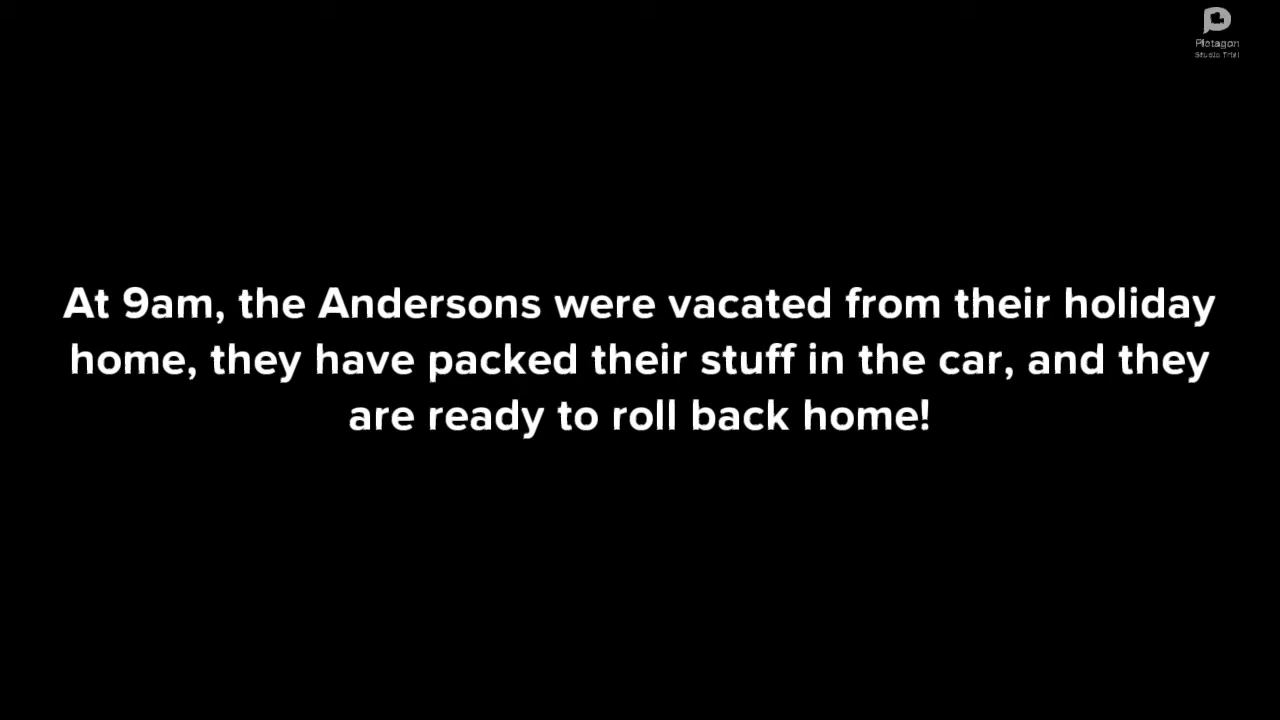 Plotagon
Studio Trial
At 9am, the Andersons were vacated from their holiday
home, they have packed their stuff in the car, and they
are ready to roll back home!